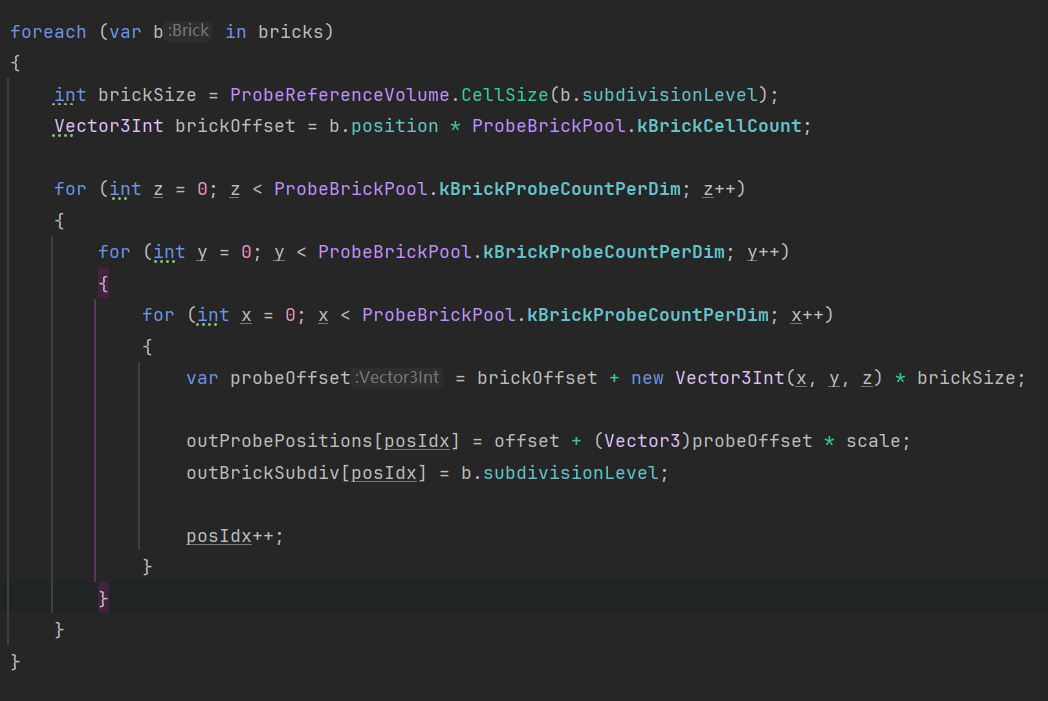 foreach (var b :Brick in bricks)
{
    int brickSize = ProbeReferenceVolume.CellSize(b.subdivisionLevel);
    Vector3Int brickOffset = b.position * ProbeBrickPool.kBrickCellCount;

    for (int z = 0; z < ProbeBrickPool.kBrickProbeCountPerDim; z++)
    {
        for (int y = 0; y < ProbeBrickPool.kBrickProbeCountPerDim; y++)
        {
            for (int x = 0; x < ProbeBrickPool.kBrickProbeCountPerDim; x++)
            {
                var probeOffset :Vector3Int = brickOffset + new Vector3Int(x, y, z) * brickSize;

                outProbePositions[posIdx] = offset + (Vector3)probeOffset * scale;
                outBrickSubdiv[posIdx] = b.subdivisionLevel;

                posIdx++;
            }
        }
    }
}